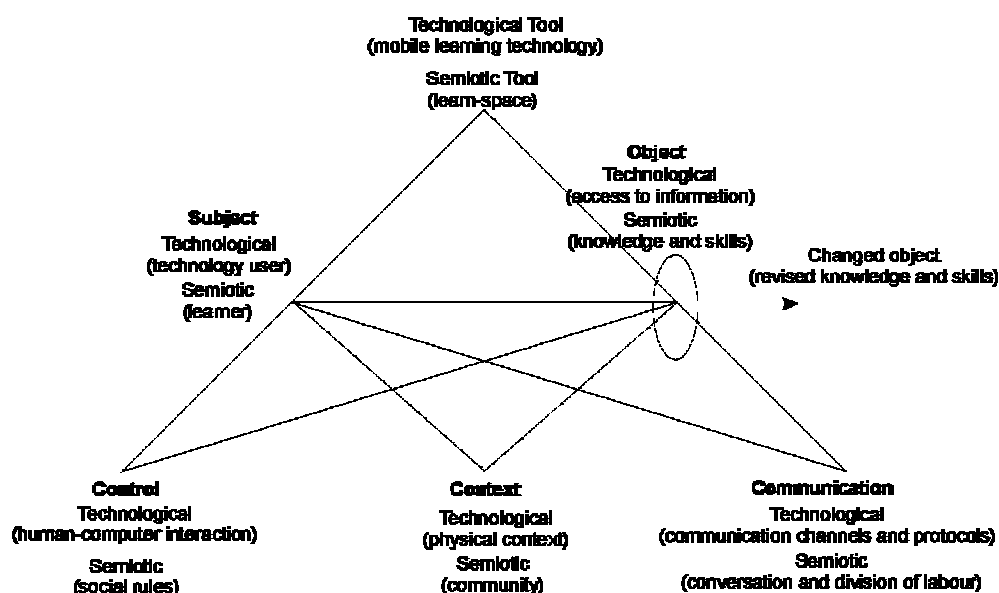 Technological Tool
(mobile learning technology)
Semiotic Tool
(learn-space)
Object
Technological
(access to information)
Semiotic
(knowledge and skills)
Subject
Technological
(technology user)
Semiotic
(learner)
Changed object
(revised knowledge and skills)
Control
Technological
(human-computer interaction)
Semiotic
(social rules)
Context
Technological
(physical context)
Semiotic
(community)
Communication
Technological
(communication channels and protocols)
Semiotic
(conversation and division of labour)